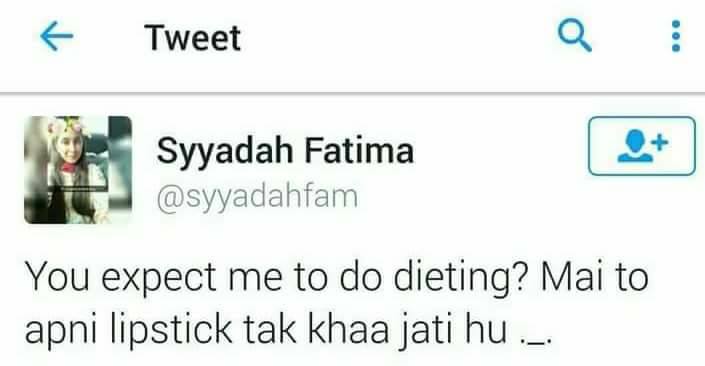 Tweet
Syyadah Fatima
@syyadahfam
You expect me to do dieting? Mai to
apni lipstick tak khaa jati hu ._.